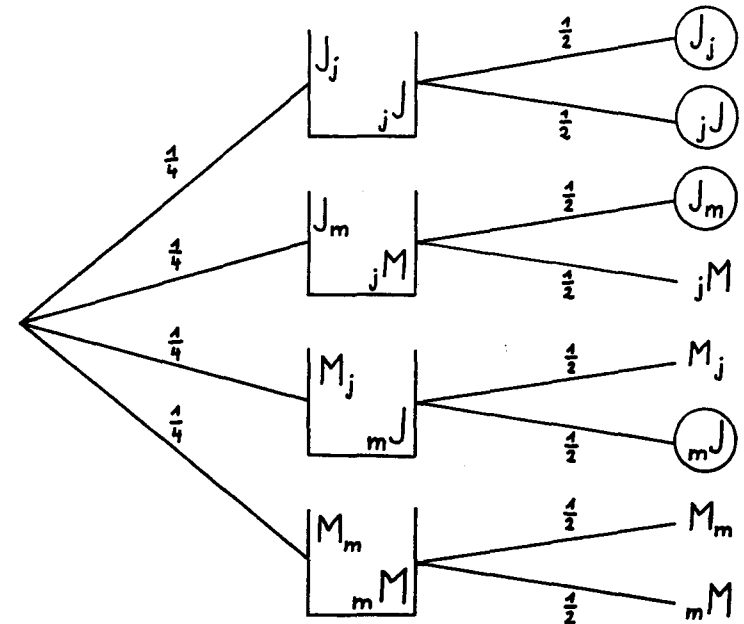 1/2 J_j
J_j _jJ
1/2 _jJ
1/4
1/2 J_m
J_m _jM
1/4
1/2 _jM
1/4
1/2 M_j
M_j _mJ
1/4
1/2 _mJ
1/2 M_m
M_m _mM
1/2 _mM